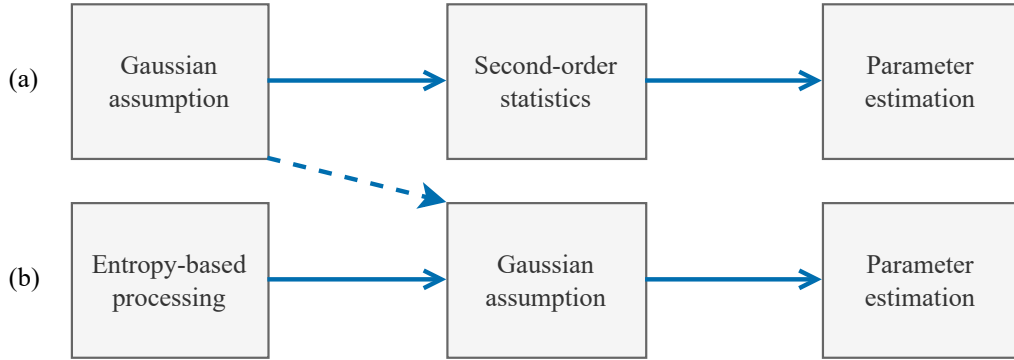 (a)
Gaussian
assumption
Second-order
statistics
Parameter
estimation
(b)
Entropy-based
processing
Gaussian
assumption
Parameter
estimation